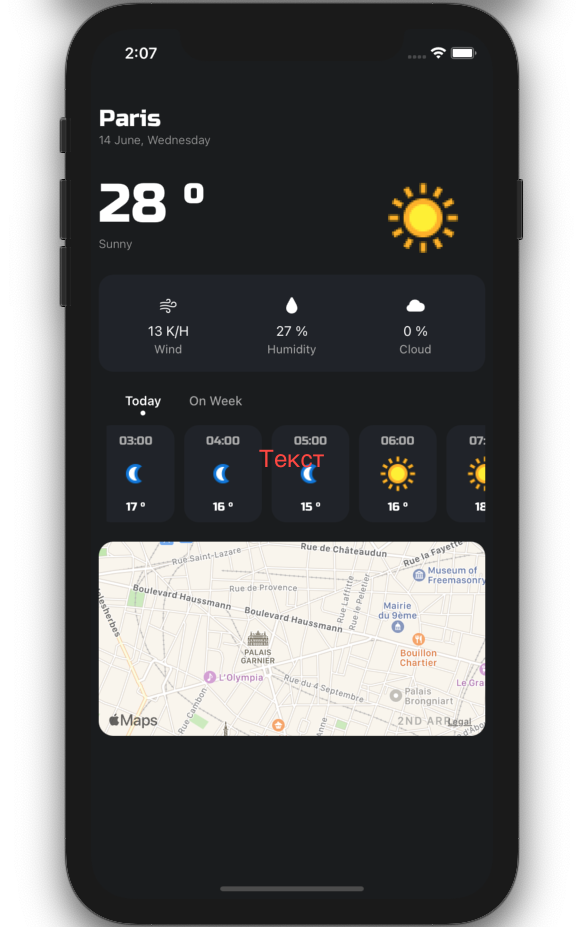 2:07
Paris
14 June, Wednesday
28 º
Sunny
13 K/H 27 % 0 %
Wind Humidity Cloud
Today On Week
03:00 04:00 05:00 06:00 07:
Текст
17 º 16 º 15 º 16 º 18
Rue de Châteaudun
Rue Saint-Lazare
Rue la Fayette
Museum of
Freemasonry
Rue de Provence
Rue Laffitte
Rue le Peletier
Boulevard Haussmann
Boulevard Haussmann
lesherbes
Mairie
du 9ème
PALAIS
GARNIER
Bouillon
Chartier
L'Olympia
Rue du 4 Septembre
Le Gra
Palais
Brongniart
Rue Cambon
Anne
Maps
2ND ARR
Legal
d'Abo